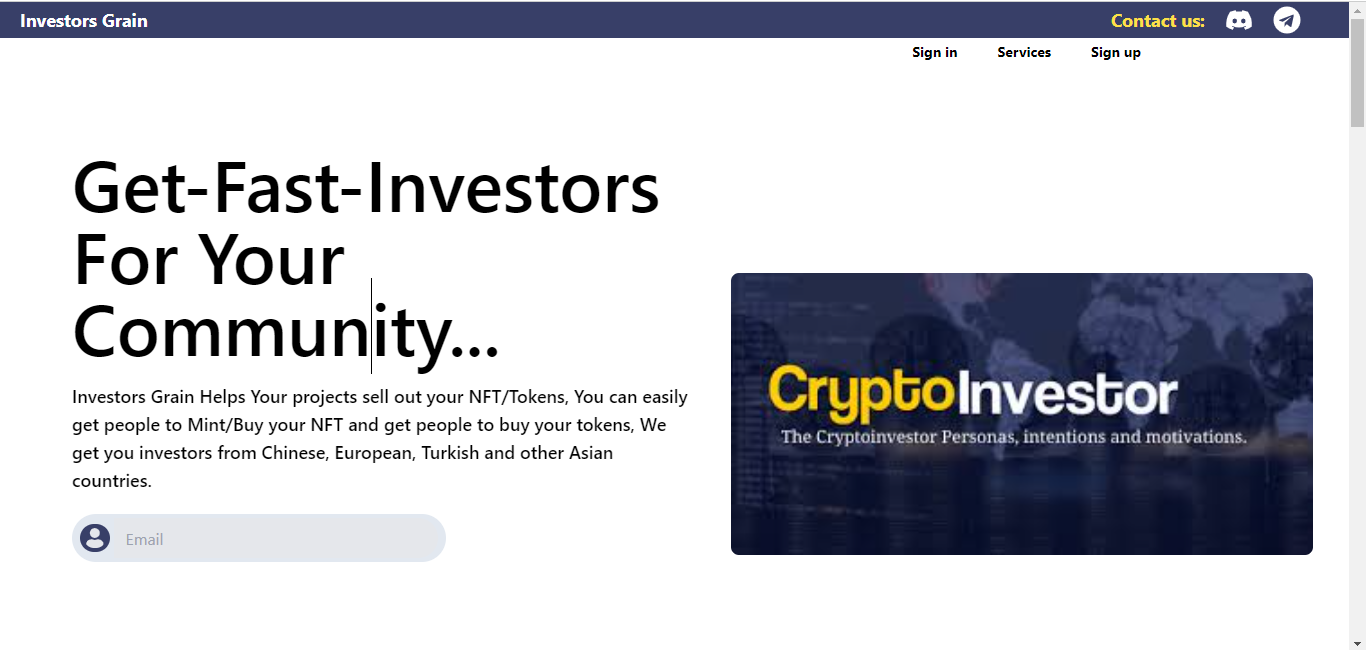 Investors Grain
Contact us:
Sign in Services Sign up
Get-Fast-Investors
For Your
Community...
Investors Grain Helps Your projects sell out your NFT/Tokens, You can easily
get people to Mint/Buy your NFT and get people to buy your tokens, We
get you investors from Chinese, European, Turkish and other Asian
countries.
Email
CryptoInvestor
The Cryptoinvestor Personas, intentions and motivations.